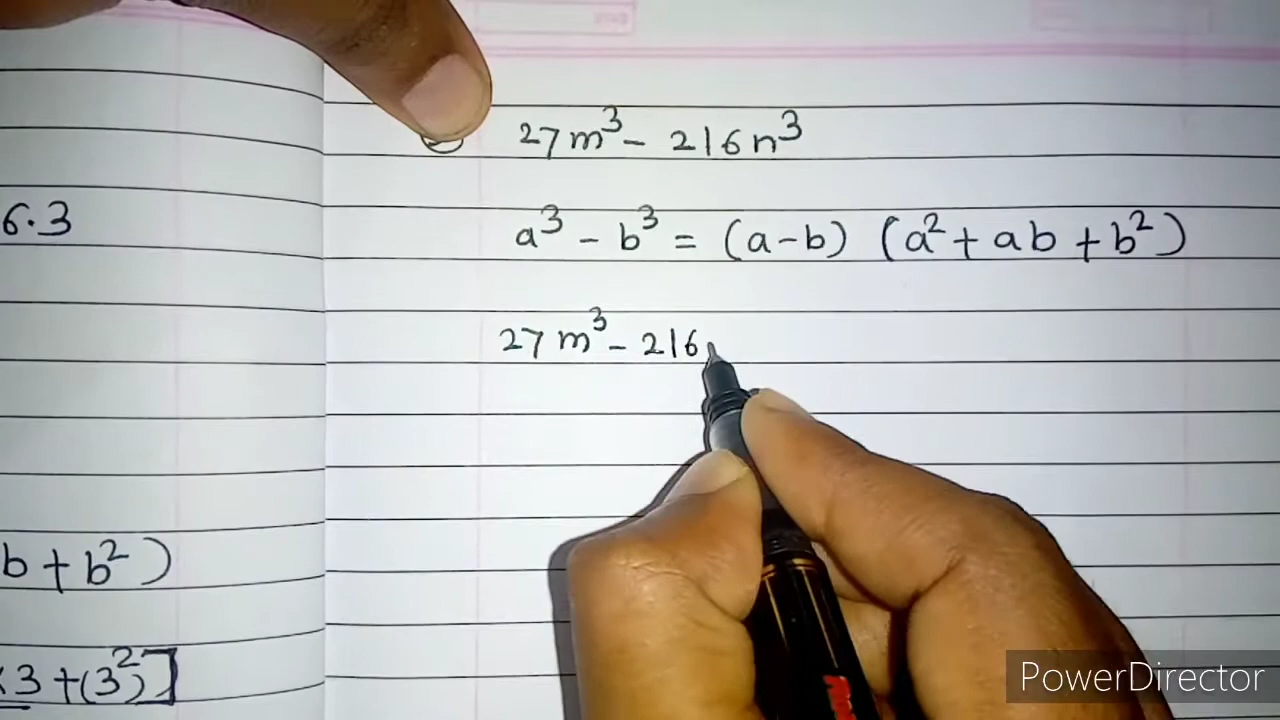 6.3
b + b² )
× 3 + (3²)]
27m³ - 216n³
a³ - b³ = (a-b) (a² + ab + b²)
27m³ - 216
PowerDirector